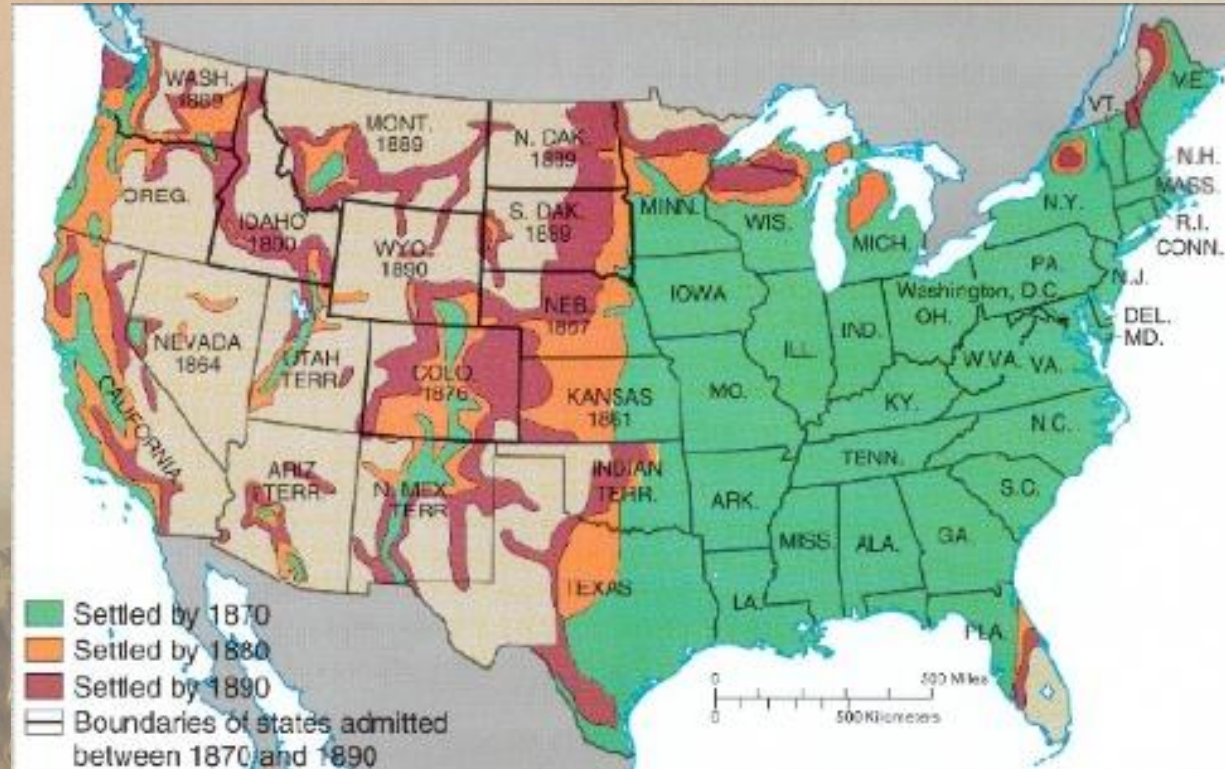 WASH.
1889
MONT.
1889
N. DAK.
1889
OREG.
IDAHO
1890
S. DAK.
1889
WYO.
1890
MINN.
WIS.
MICH.
VT.
ME.
N.H.
MASS.
N.Y.
R.I.
CONN.
NEVADA
1864
UTAH
TERR.
COLO.
1876
NEB.
1867
IOWA
ILL.
IND.
OH.
PA.
N.J.
Washington, D.C.
DEL.
MD.
W.VA.
VA.
CALIFORNIA
KANSAS
1861
MO.
KY.
N.C.
ARIZ
TERR.
N. MEX.
TERR
INDIAN
TERR.
ARK.
TENN.
S.C.
TEXAS
LA.
MISS.
ALA.
GA.
FLA.
Settled by 1870
Settled by 1880
Settled by 1890
Boundaries of states admitted
between 1870 and 1890
0 500 Miles
0 500 Kilometers